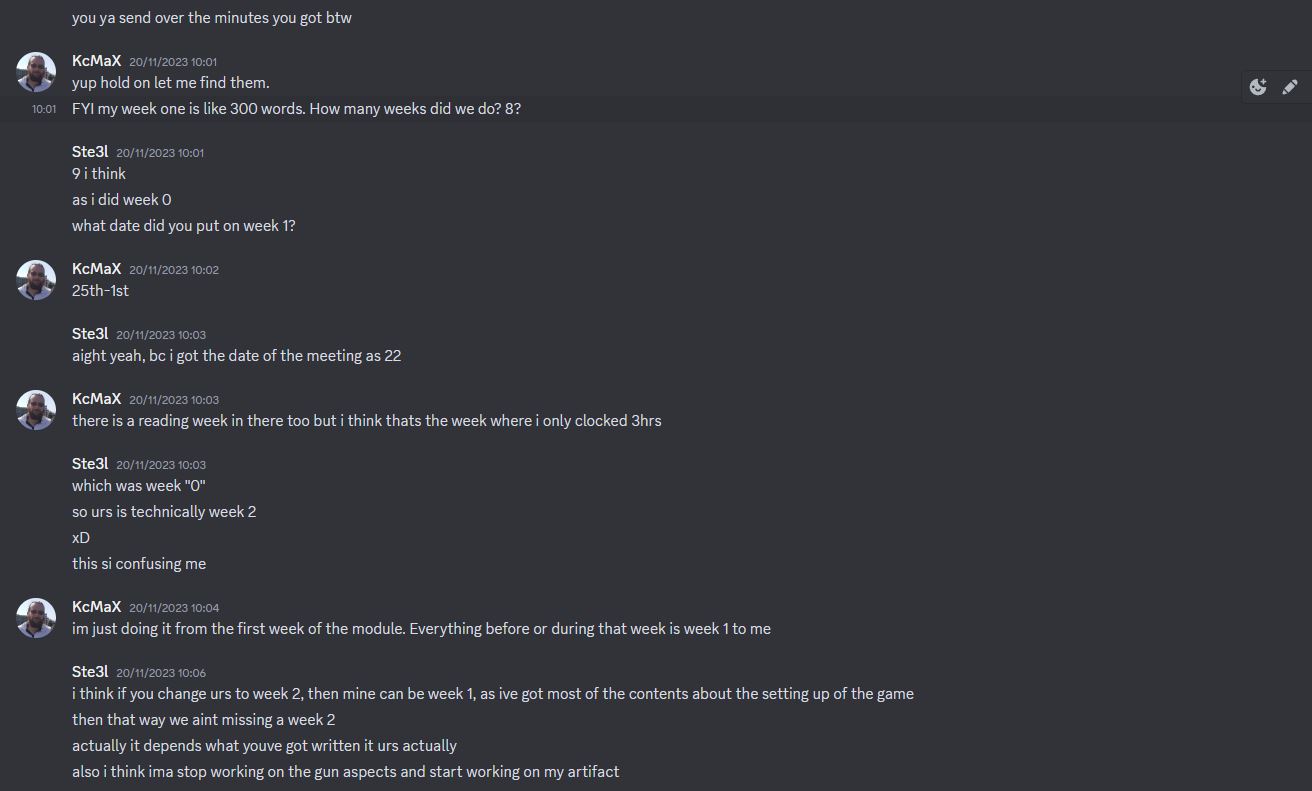 you ya send over the minutes you got btw
KcMaX 20/11/2023 10:01
yup hold on let me find them.
10:01 FYI my week one is like 300 words. How many weeks did we do? 8?
Ste3l 20/11/2023 10:01
9 i think
as i did week 0
what date did you put on week 1?
KcMaX 20/11/2023 10:02
25th-1st
Ste3l 20/11/2023 10:03
aight yeah, bc i got the date of the meeting as 22
KcMaX 20/11/2023 10:03
there is a reading week in there too but i think thats the week where i only clocked 3hrs
Ste3l 20/11/2023 10:03
which was week "0"
so urs is technically week 2
xD
this si confusing me
KcMaX 20/11/2023 10:04
im just doing it from the first week of the module. Everything before or during that week is week 1 to me
Ste3l 20/11/2023 10:06
i think if you change urs to week 2, then mine can be week 1, as ive got most of the contents about the setting up of the game
then that way we aint missing a week 2
actually it depends what youve got written it urs actually
also i think ima stop working on the gun aspects and start working on my artifact